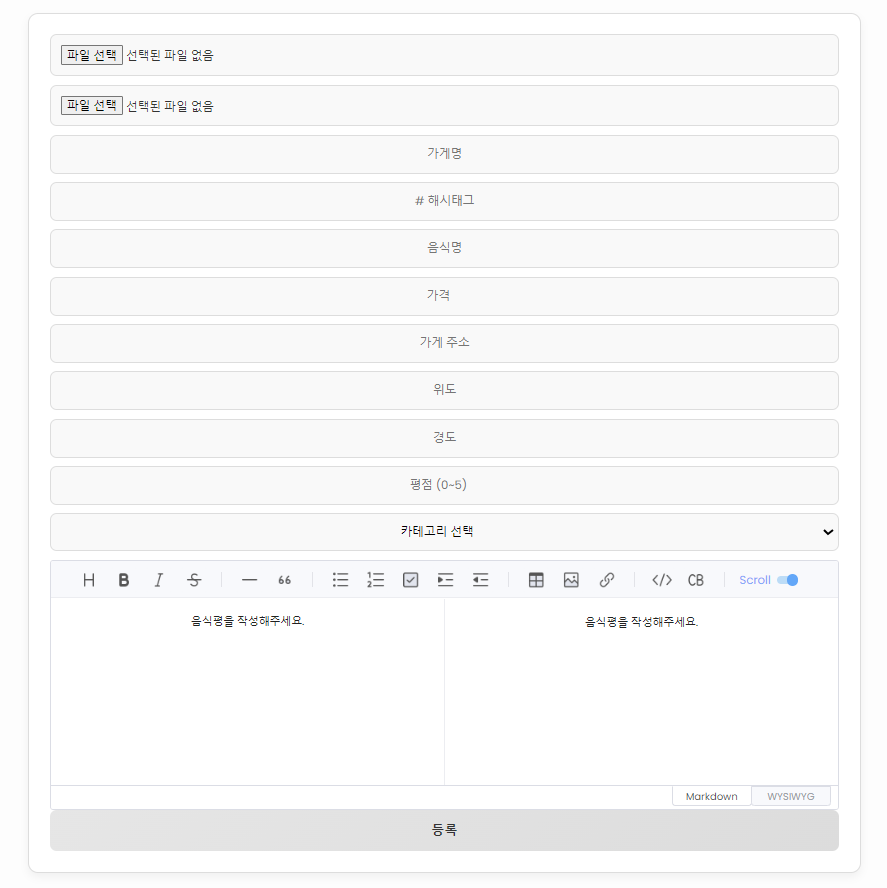 파일 선택 선택된 파일 없음
파일 선택 선택된 파일 없음
가게명
# 해시태그
음식명
가격
가게 주소
위도
경도
평점 (0~5)
카테고리 선택
H B I S — 66 </> CB Scroll
음식평을 작성해주세요. 음식평을 작성해주세요.
Markdown WYSIWYG
등록